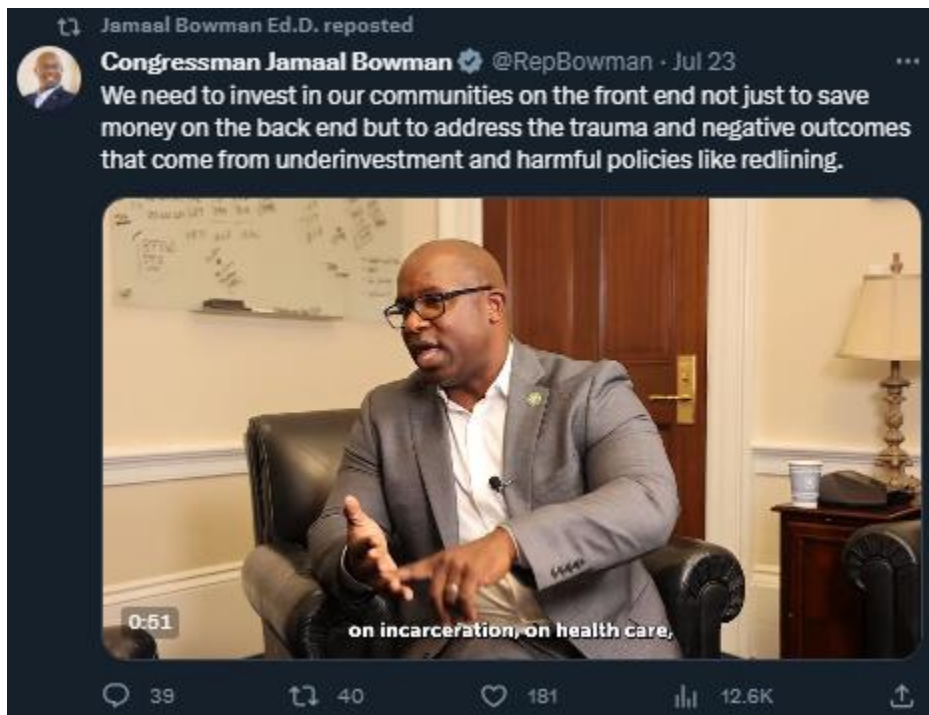 Jamaal Bowman Ed.D. reposted
Congressman Jamaal Bowman @RepBowman · Jul 23
We need to invest in our communities on the front end not just to save
money on the back end but to address the trauma and negative outcomes
that come from underinvestment and harmful policies like redlining.
0:51
on incarceration, on health care,
39 40 181 12.6K